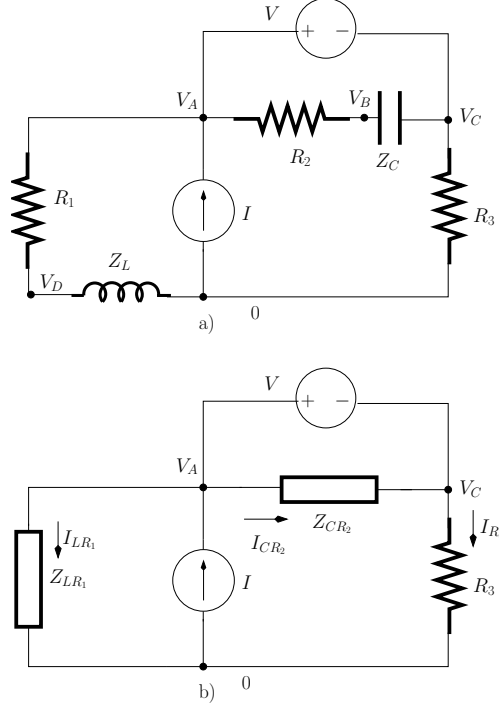 V
+ −
V_A
V_B
V_C
R_2
Z_C
R_1
I
R_3
Z_L
V_D
0
a)
V
+ −
V_A
V_C
I_{LR_1}
I_{CR_2}
Z_{CR_2}
I_R
Z_{LR_1}
I
R_3
0
b)